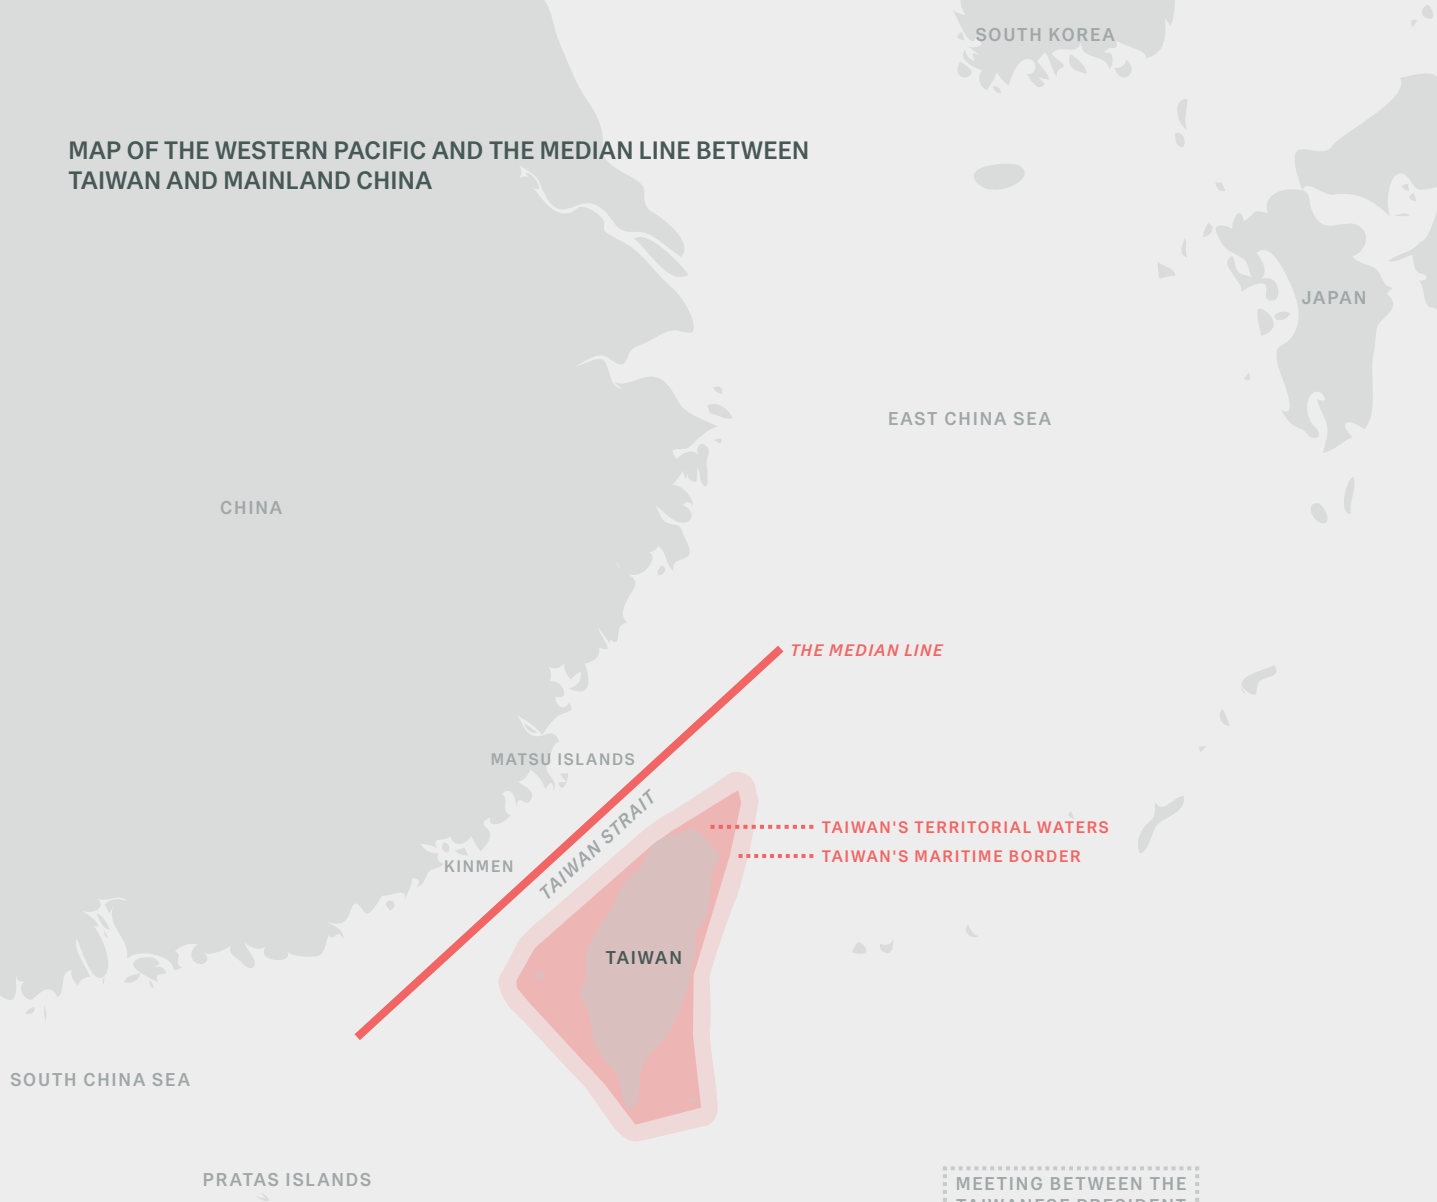 SOUTH KOREA
MAP OF THE WESTERN PACIFIC AND THE MEDIAN LINE BETWEEN
TAIWAN AND MAINLAND CHINA
JAPAN
EAST CHINA SEA
CHINA
THE MEDIAN LINE
MATSU ISLANDS
TAIWAN STRAIT
TAIWAN'S TERRITORIAL WATERS
TAIWAN'S MARITIME BORDER
KINMEN
TAIWAN
SOUTH CHINA SEA
PRATAS ISLANDS
MEETING BETWEEN THE
TAIWANESE PRESIDENT